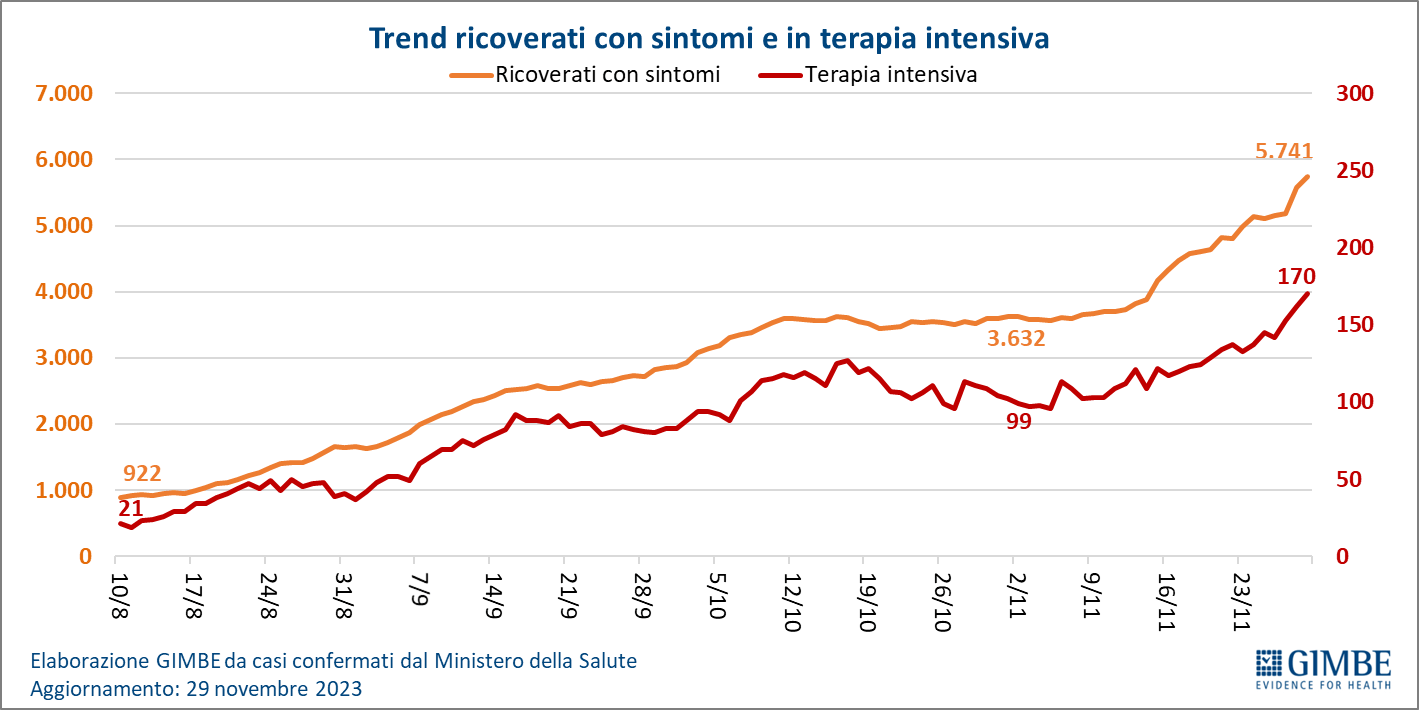 Trend ricoverati con sintomi e in terapia intensiva
Ricoverati con sintomi Terapia intensiva
7.000 300
6.000 5.741
250
5.000
200
4.000 170
150
3.000 3.632
100
2.000 99
922
1.000 50
21
0 0
10/8 17/8 24/8 31/8 7/9 14/9 21/9 28/9 5/10 12/10 19/10 26/10 2/11 9/11 16/11 23/11
Elaborazione GIMBE da casi confermati dal Ministero della Salute
Aggiornamento: 29 novembre 2023
GIMBE
EVIDENCE FOR HEALTH